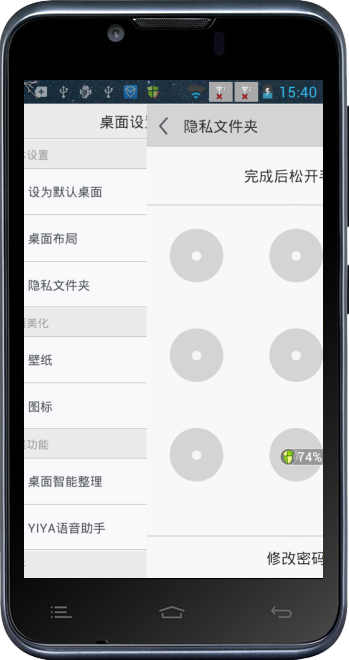 15:40
桌面设
隐私文件夹
设置
完成后松开
设为默认桌面
桌面布局
隐私文件夹
美化
壁纸
图标
功能
桌面智能整理
74%
YIYA语音助手
修改密码